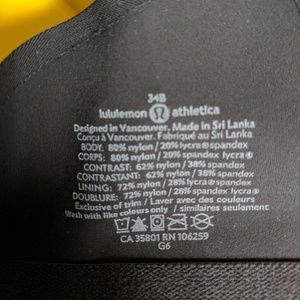 34B
lululemon athletica
Designed in Vancouver. Made in Sri Lanka
Conçu à Vancouver. Fabriqué au Sri Lanka
BODY: 80% nylon / 20% lycra® spandex
CORPS: 80% nylon / 20% spandex lycra®
CONTRAST: 62% nylon / 38% spandex
CONTRASTANT: 62% nylon / 38% spandex
LINING: 72% nylon / 28% lycra® spandex
DOUBLURE: 72% nylon / 28% spandex lycra®
Exclusive of trim / Laver avec des couleurs
Wash with like colours only / similaires seulement
CA 35801 RN 106259
G6